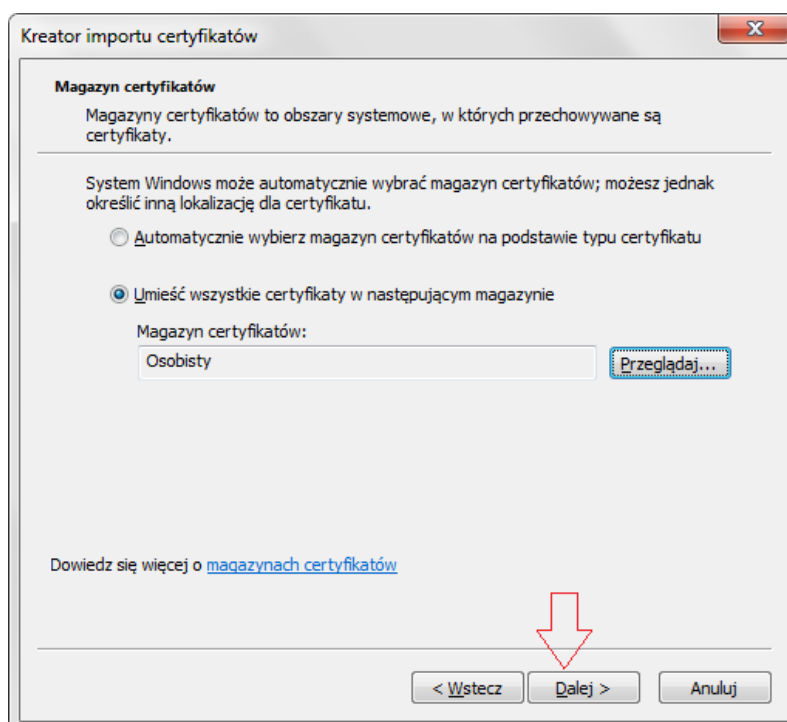 Kreator importu certyfikatów
Magazyn certyfikatów
Magazyny certyfikatów to obszary systemowe, w których przechowywane są
certyfikaty.
System Windows może automatycznie wybrać magazyn certyfikatów; możesz jednak
określić inną lokalizację dla certyfikatu.
Automatycznie wybierz magazyn certyfikatów na podstawie typu certyfikatu
Umieść wszystkie certyfikaty w następującym magazynie
Magazyn certyfikatów:
Osobisty
Przeglądaj...
Dowiedz się więcej o magazynach certyfikatów
< Wstecz
Dalej >
Anuluj